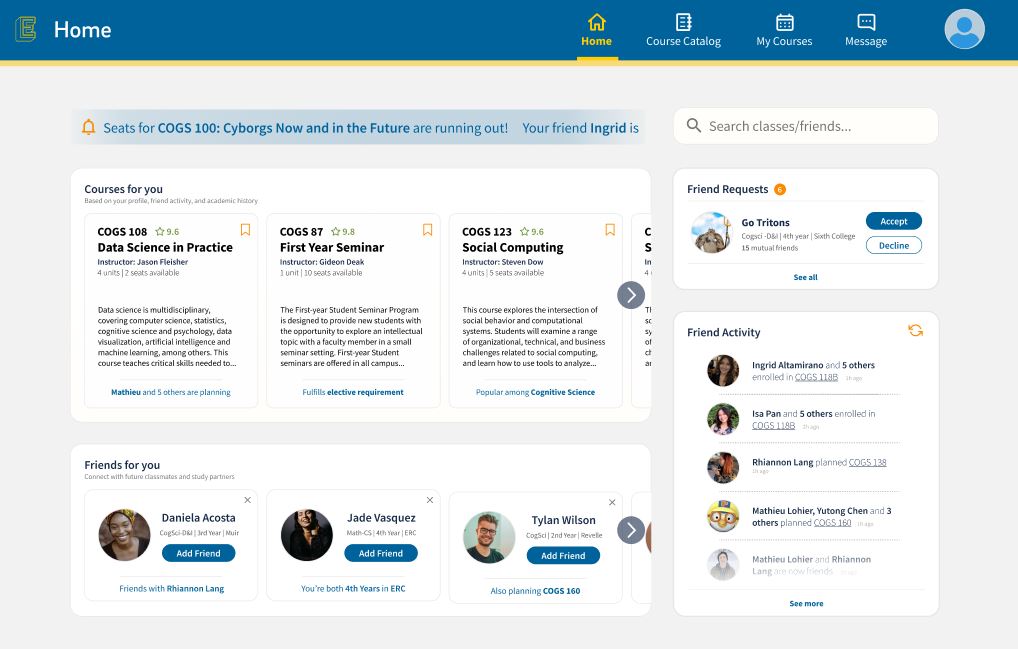 E Home
Home
Course Catalog
My Courses
Message
Seats for COGS 100: Cyborgs Now and in the Future are running out! Your friend Ingrid is
Search classes/friends...
Courses for you
Based on your profile, friend activity, and academic history
COGS 108 9.6
Data Science in Practice
Instructor: Jason Fleisher
4 units | 2 seats available
Data science is multidisciplinary,
covering computer science, statistics,
cognitive science and psychology, data
visualization, artificial intelligence and
machine learning, among others. This
course teaches critical skills needed to...
Mathieu and 5 others are planning
COGS 87 9.8
First Year Seminar
Instructor: Gideon Deak
1 unit | 10 seats available
The First-year Student Seminar Program
is designed to provide new students with
the opportunity to explore an intellectual
topic with a faculty member in a small
seminar setting. First-year Student
seminars are offered in all campus...
Fulfills elective requirement
COGS 123 9.6
Social Computing
Instructor: Steven Dow
4 units | 5 seats available
This course explores the intersection of
social behavior and computational
systems. Students will examine a range
of organizational, technical, and business
challenges related to social computing,
and learn how to use tools to analyze...
Popular among Cognitive Science
Friend Requests 6
Go Tritons
Cogsci -D&I | 4th year | Sixth College
15 mutual friends
Accept
Decline
See all
Friend Activity
Ingrid Altamirano and 5 others
enrolled in COGS 118B 1h ago
Isa Pan and 5 others enrolled in
COGS 118B
Rhiannon Lang planned COGS 138
Mathieu Lohier, Yutong Chen and 3
others planned COGS 160
Mathieu Lohier and Rhiannon
Lang are now friends
See more
Friends for you
Connect with future classmates and study partners
Daniela Acosta
CogSci-D&I | 3rd Year | Muir
Add Friend
Friends with Rhiannon Lang
Jade Vasquez
Math-CS | 4th Year | ERC
Add Friend
You're both 4th Years in ERC
Tylan Wilson
CogSci | 2nd Year | Revelle
Add Friend
Also planning COGS 160